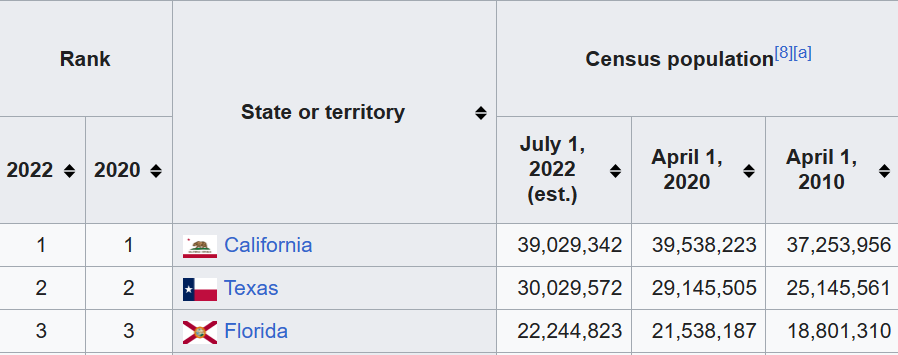 Rank
State or territory
Census population[8][a]
2022
2020
July 1,
2022
(est.)
April 1,
2020
April 1,
2010
1 1 California 39,029,342 39,538,223 37,253,956
2 2 Texas 30,029,572 29,145,505 25,145,561
3 3 Florida 22,244,823 21,538,187 18,801,310